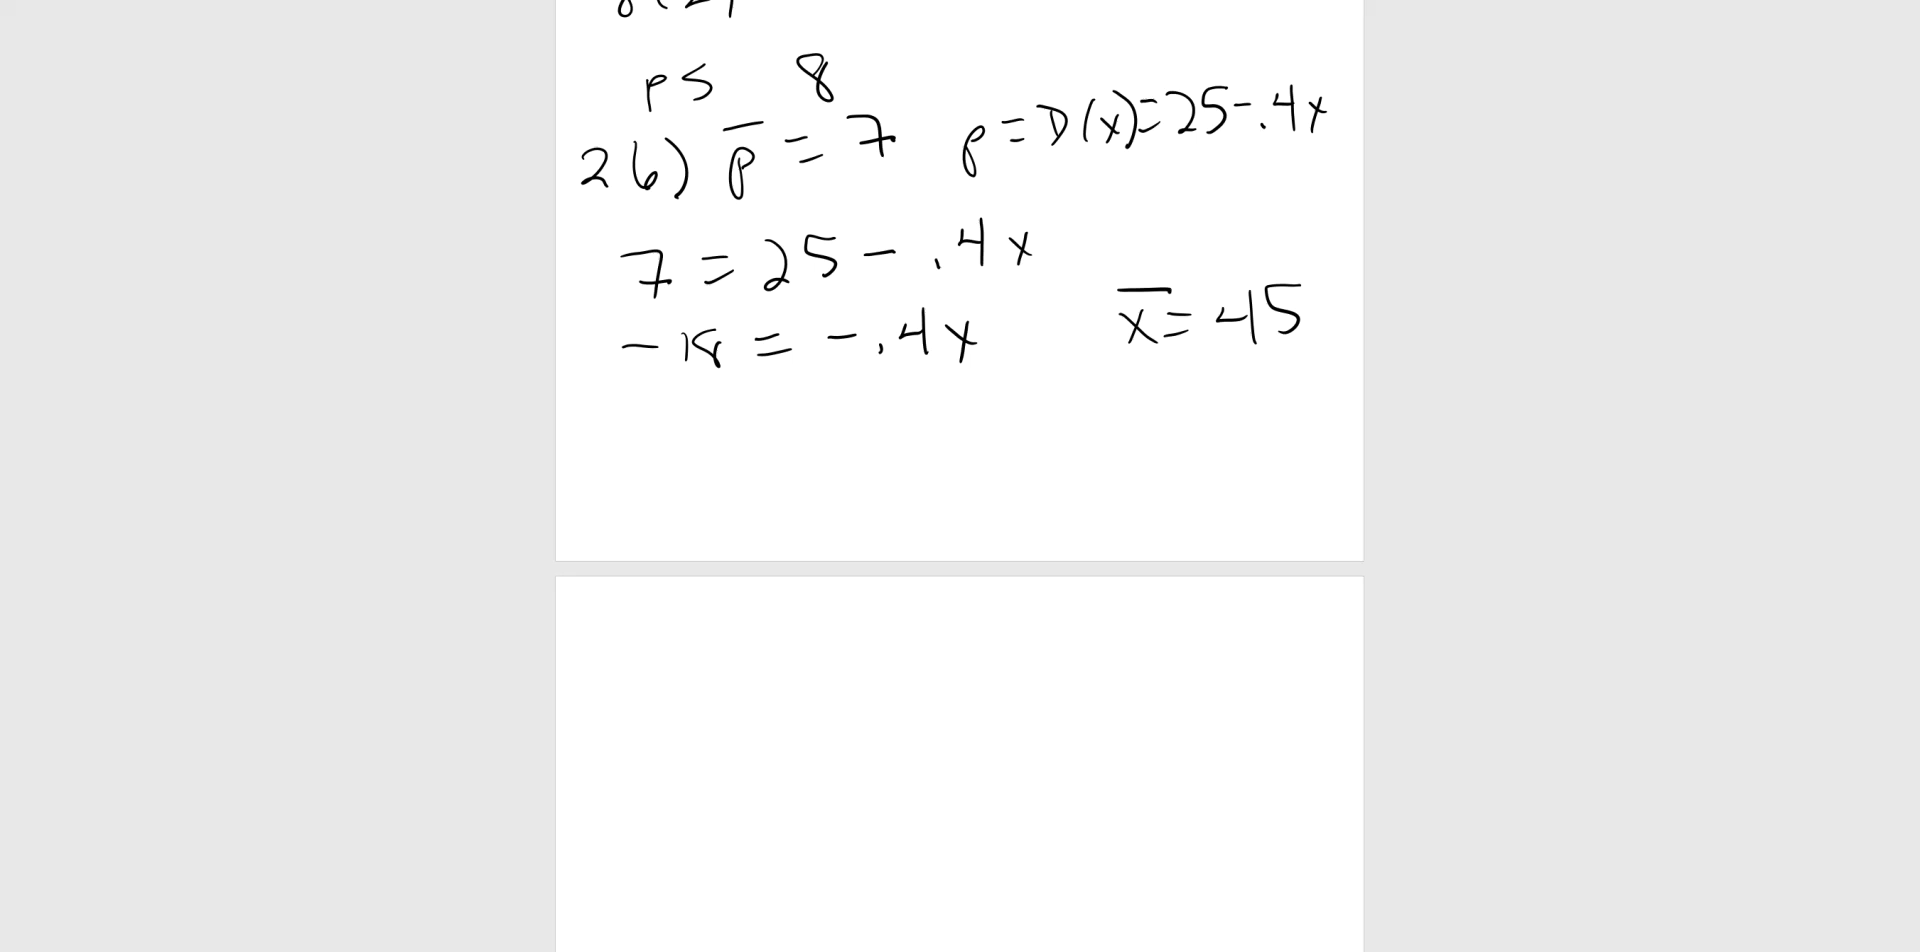 ps 8
26) p̅ = 7 p = D(x) = 25 - .4x
7 = 25 - .4x
-18 = -.4x x̅ = 45